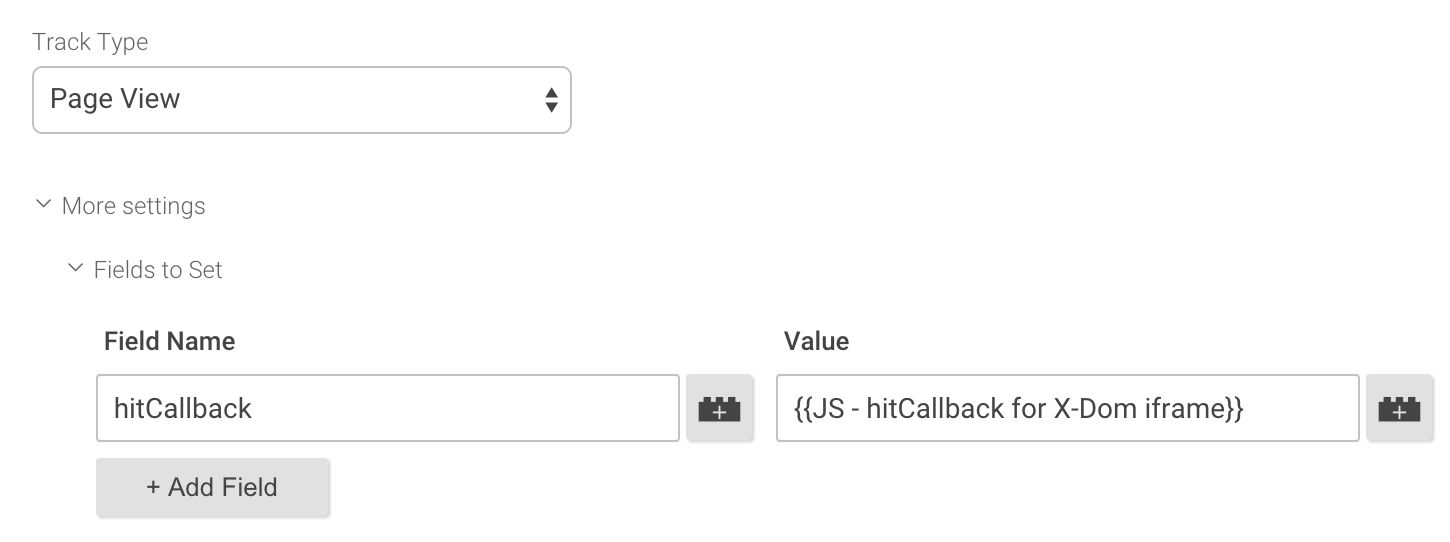 Track Type
Page View
More settings
Fields to Set
Field Name Value
hitCallback {{JS - hitCallback for X-Dom iframe}}
+ Add Field